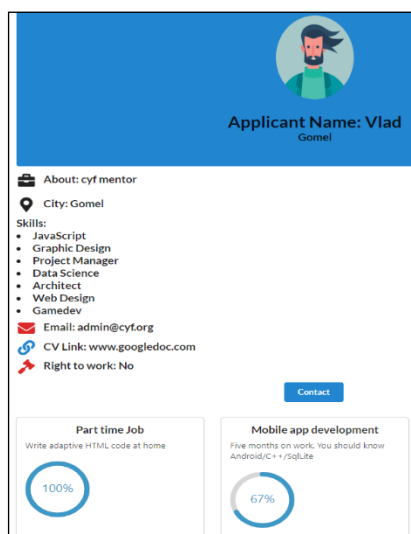 Applicant Name: Vlad
Gomel
About: cyf mentor
City: Gomel
Skills:
• JavaScript
• Graphic Design
• Project Manager
• Data Science
• Architect
• Web Design
• Gamedev
Email: admin@cyf.org
CV Link: www.googledoc.com
Right to work: No
Contact
Part time Job
Write adaptive HTML code at home
100%
Mobile app development
Five months on work. You should know
Android/C++/SqlLite
67%